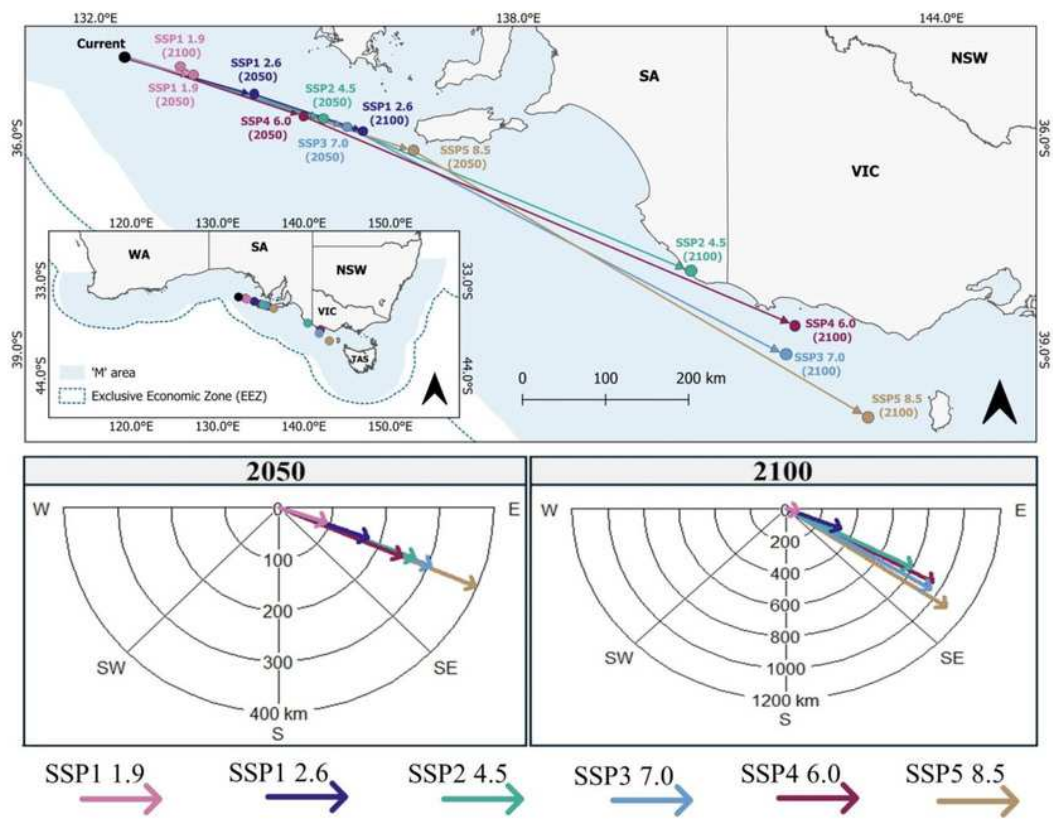 132.0°E 138.0°E 144.0°E
Current
SSP1 1.9
(2100)
SSP1 1.9
(2050)
SSP1 2.6
(2050)
SSP2 4.5
(2050)
SSP1 2.6
(2100)
SSP4 6.0
(2050)
SSP3 7.0
(2050)
SSP5 8.5
(2050)
SA
NSW
VIC
36.0°S
36.0°S
SSP2 4.5
(2100)
SSP4 6.0
(2100)
SSP3 7.0
(2100)
SSP5 8.5
(2100)
39.0°S
39.0°S
0 100 200 km
120.0°E 130.0°E 140.0°E 150.0°E
WA
SA
NSW
VIC
TAS
33.0°S
33.0°S
44.0°S
44.0°S
'M' area
Exclusive Economic Zone (EEZ)
120.0°E 130.0°E 140.0°E 150.0°E
2050
W
0
E
100
200
300
400 km
SW
SE
S
2100
W
0
E
200
400
600
800
1000
1200 km
SW
SE
S
SSP1 1.9 SSP1 2.6 SSP2 4.5 SSP3 7.0 SSP4 6.0 SSP5 8.5